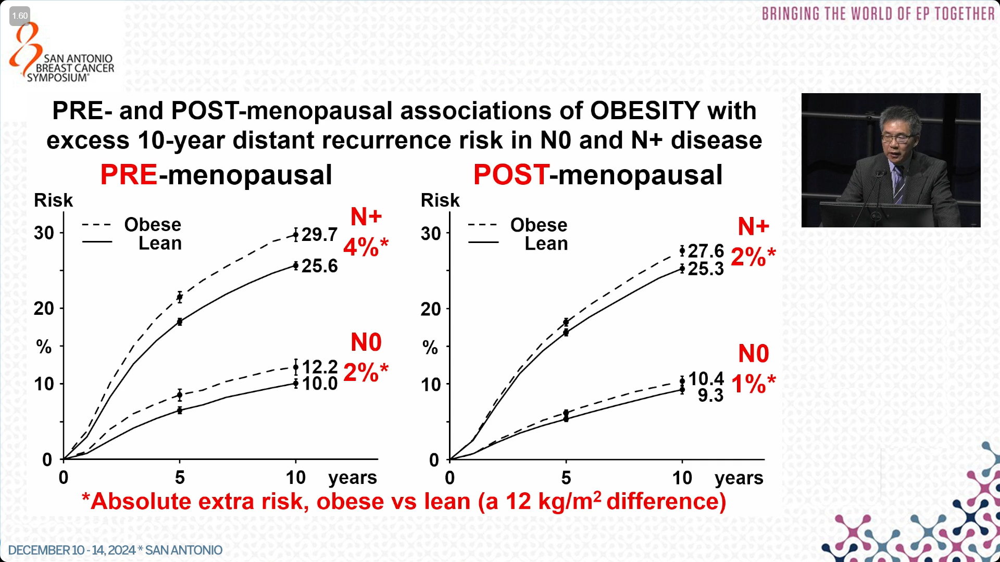 1.60
BRINGING THE WORLD OF EP TOGETHER
SAN ANTONIO
BREAST CANCER
SYMPOSIUM®
PRE- and POST-menopausal associations of OBESITY with
excess 10-year distant recurrence risk in N0 and N+ disease
PRE-menopausal
Risk
Obese
Lean
30
20
%
10
0
0 5 10 years
29.7
25.6
N+
4%*
12.2
10.0
N0
2%*
POST-menopausal
Risk
Obese
Lean
30
20
%
10
0
0 5 10 years
27.6
25.3
N+
2%*
10.4
9.3
N0
1%*
*Absolute extra risk, obese vs lean (a 12 kg/m² difference)
DECEMBER 10 - 14, 2024 * SAN ANTONIO